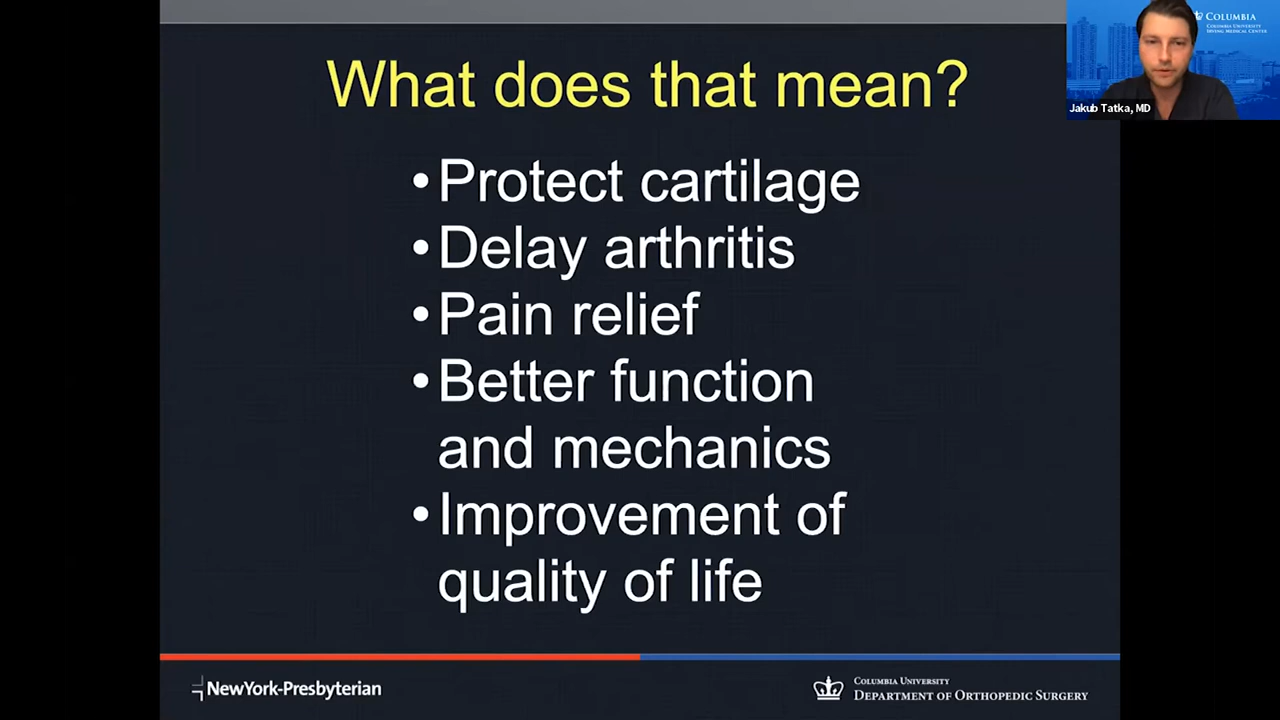 What does that mean?
•Protect cartilage
•Delay arthritis
•Pain relief
•Better function
and mechanics
•Improvement of
quality of life
COLUMBIA
COLUMBIA UNIVERSITY
IRVING MEDICAL CENTER
Jakub Tatka, MD
NewYork-Presbyterian
COLUMBIA UNIVERSITY
DEPARTMENT OF ORTHOPEDIC SURGERY